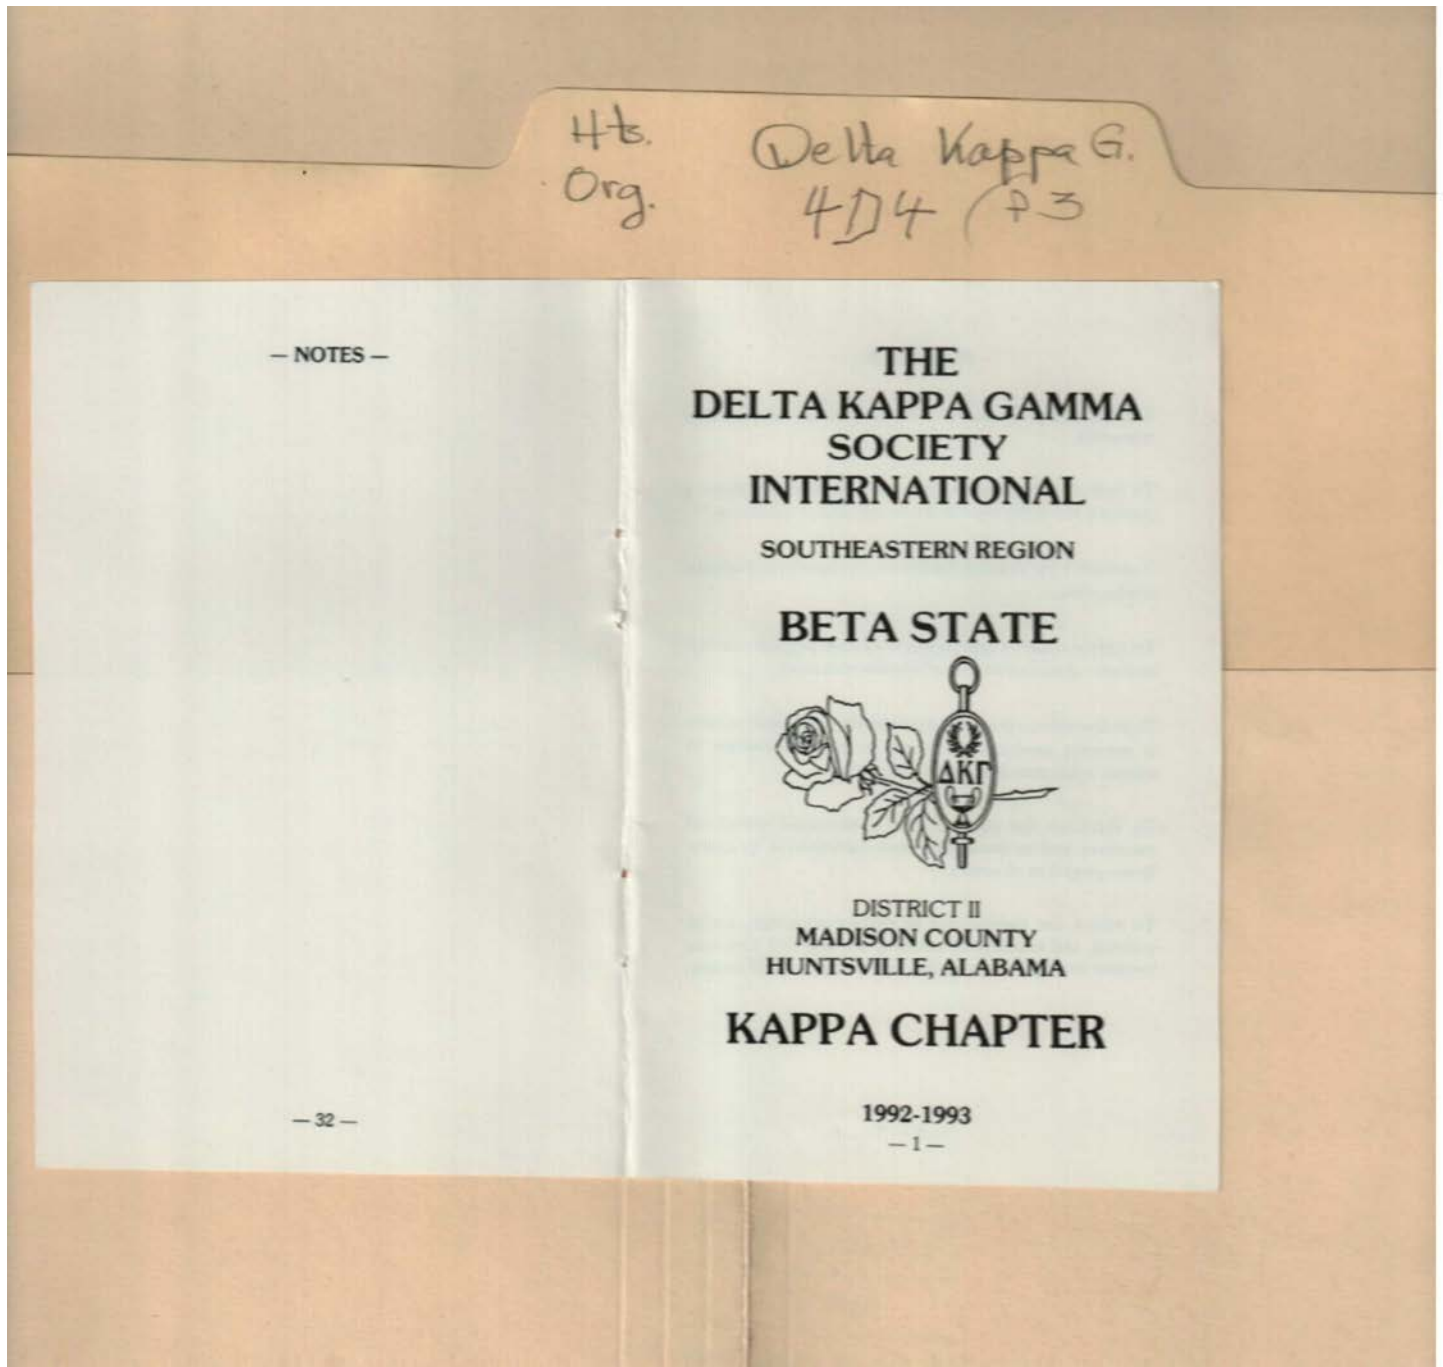 Hts. Delta Kappa G.
Org. 4D4 / P3
— NOTES —
— 32 —
THE
DELTA KAPPA GAMMA
SOCIETY
INTERNATIONAL
SOUTHEASTERN REGION
BETA STATE
ΔΚΓ
DISTRICT II
MADISON COUNTY
HUNTSVILLE, ALABAMA
KAPPA CHAPTER
1992-1993
— 1 —